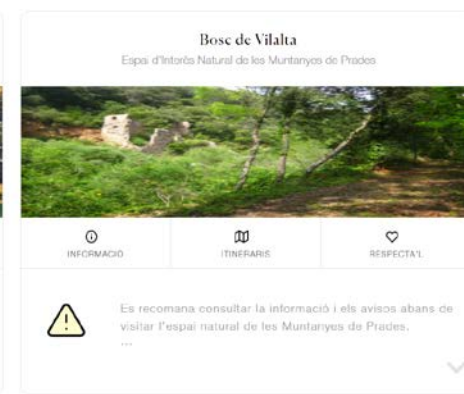 Bosc de Vilalta
Espai d'Interès Natural de les Muntanyes de Prades
INFORMACIÓ
ITINERARIS
RESPECTA'L
Es recomana consultar la informació i els avisos abans de
visitar l'espai natural de les Muntanyes de Prades.
...